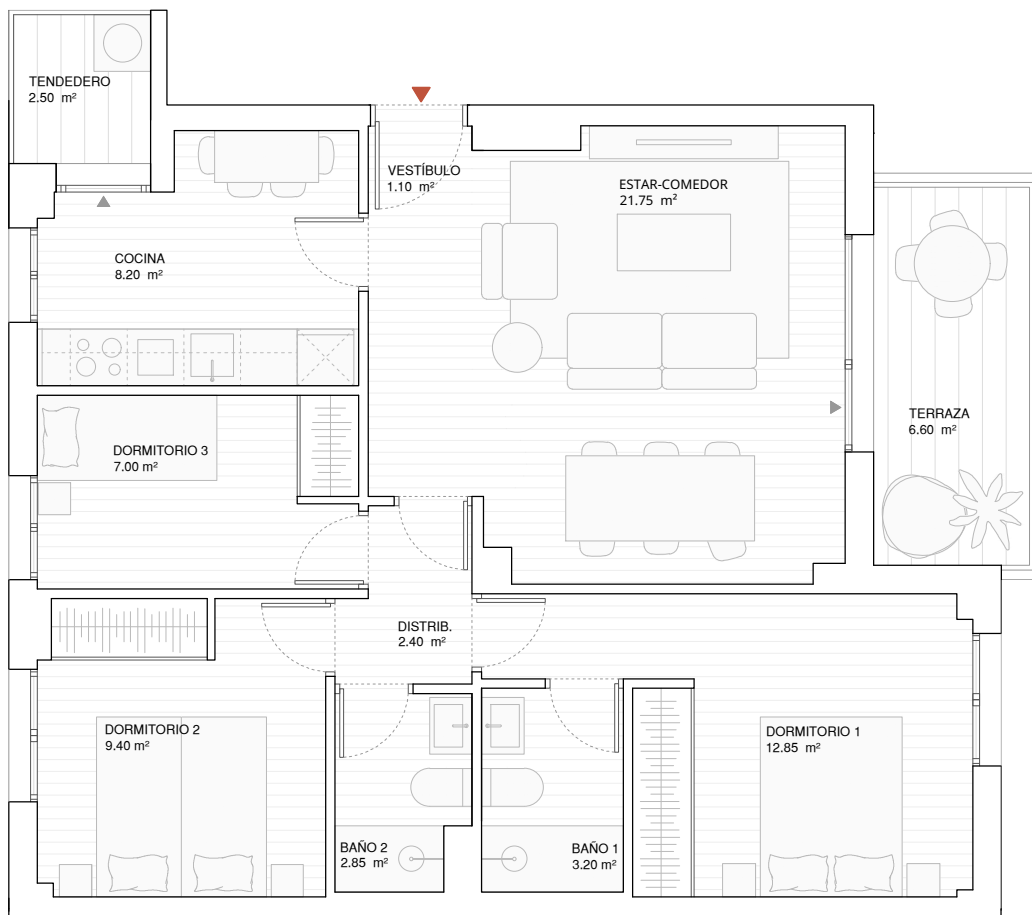 TENDEDERO
2.50 m²
VESTÍBULO
1.10 m²
ESTAR-COMEDOR
21.75 m²
COCINA
8.20 m²
TERRAZA
6.60 m²
DORMITORIO 3
7.00 m²
DISTRIB.
2.40 m²
DORMITORIO 2
9.40 m²
DORMITORIO 1
12.85 m²
BAÑO 2
2.85 m²
BAÑO 1
3.20 m²